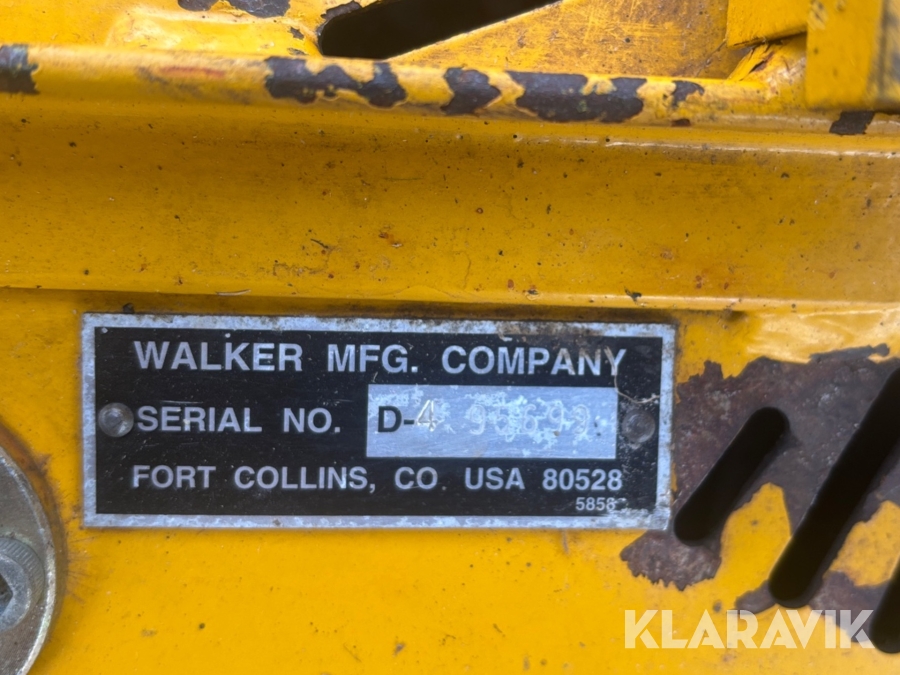 WALKER MFG. COMPANY
SERIAL NO. D-4
FORT COLLINS, CO. USA 80528
5858
KLARAVIK